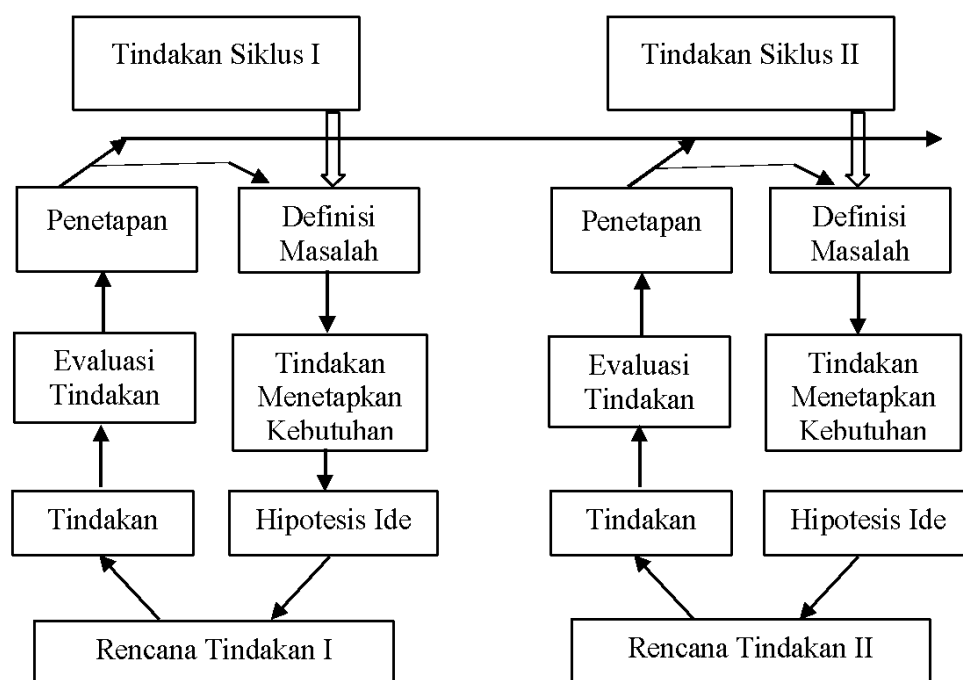 Tindakan Siklus I
Tindakan Siklus II
Penetapan
Definisi
Masalah
Penetapan
Definisi
Masalah
Evaluasi
Tindakan
Tindakan
Menetapkan
Kebutuhan
Evaluasi
Tindakan
Tindakan
Menetapkan
Kebutuhan
Tindakan
Hipotesis Ide
Tindakan
Hipotesis Ide
Rencana Tindakan I
Rencana Tindakan II